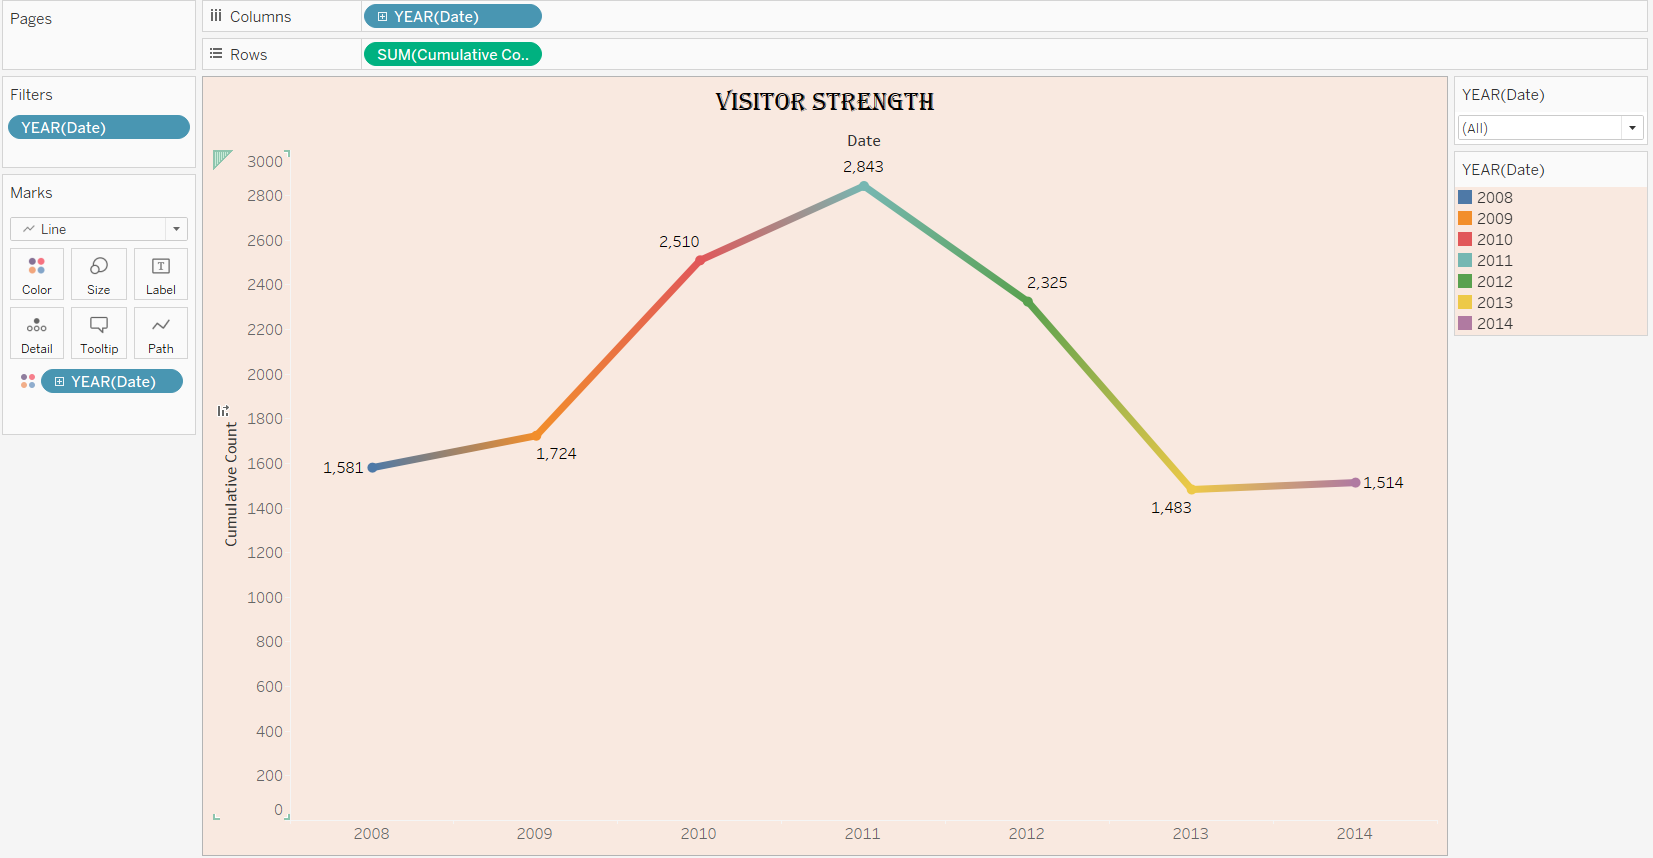 Pages
Columns
YEAR(Date)
Rows
SUM(Cumulative Co..
Filters
YEAR(Date)
Marks
Line
Color
Size
Label
Detail
Tooltip
Path
YEAR(Date)
VISITOR STRENGTH
Date
Cumulative Count
3000
2800
2600
2400
2200
2000
1800
1600
1400
1200
1000
800
600
400
200
0
1,581
1,724
2,510
2,843
2,325
1,483
1,514
2008
2009
2010
2011
2012
2013
2014
YEAR(Date)
(All)
YEAR(Date)
2008
2009
2010
2011
2012
2013
2014